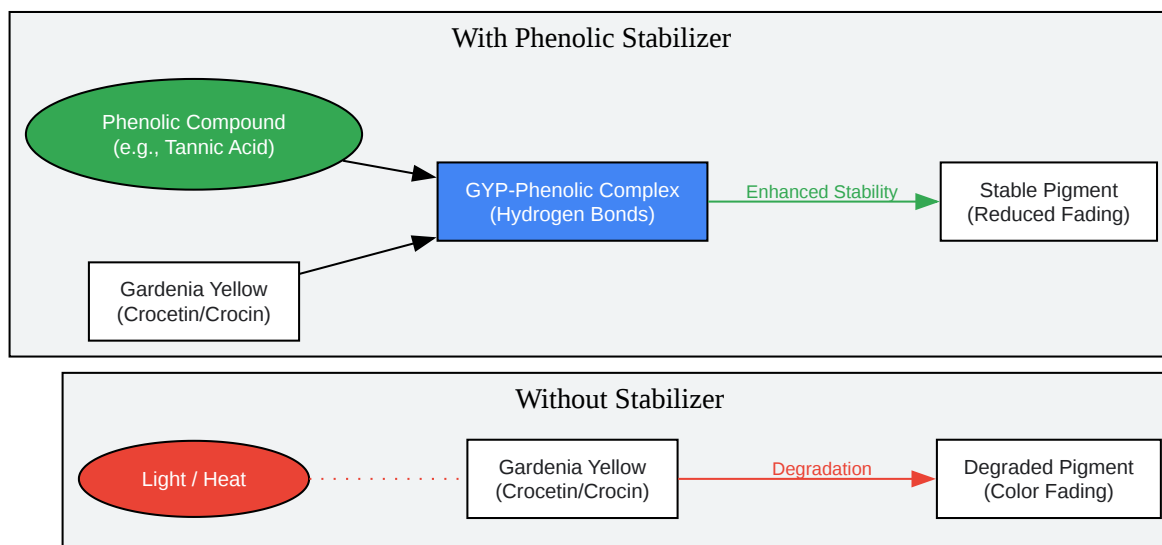 With Phenolic Stabilizer
Phenolic Compound
(e.g., Tannic Acid)
GYP-Phenolic Complex
(Hydrogen Bonds)
Enhanced Stability
Stable Pigment
(Reduced Fading)
Gardenia Yellow
(Crocetin/Crocin)
Without Stabilizer
Light / Heat
Gardenia Yellow
(Crocetin/Crocin)
Degradation
Degraded Pigment
(Color Fading)